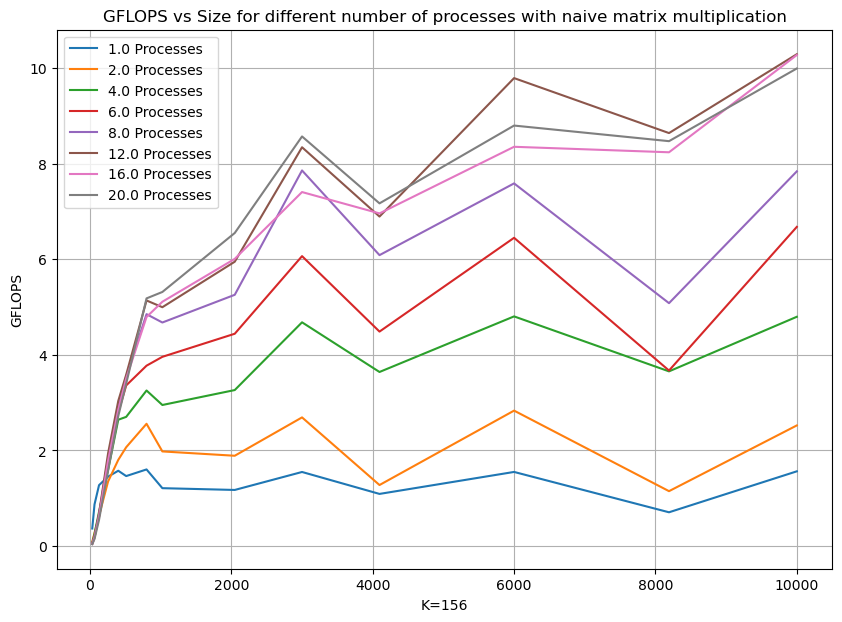 GFLOPS vs Size for different number of processes with naive matrix multiplication
1.0 Processes
2.0 Processes
4.0 Processes
6.0 Processes
8.0 Processes
12.0 Processes
16.0 Processes
20.0 Processes
10
8
6
4
2
0
GFLOPS
0 2000 4000 6000 8000 10000
K=156